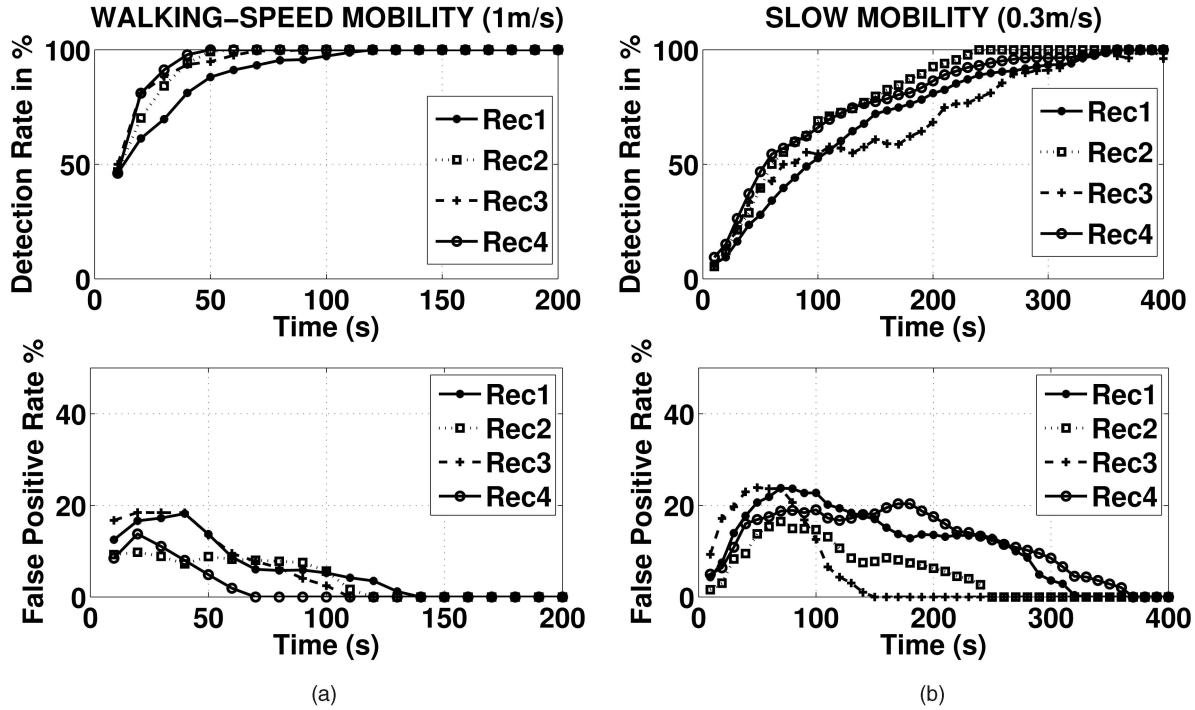 WALKING–SPEED MOBILITY (1m/s)
Detection Rate in %
100
50
0
0 50 100 150 200
Time (s)
Rec1
Rec2
Rec3
Rec4
SLOW MOBILITY (0.3m/s)
Detection Rate in %
100
50
0
0 100 200 300 400
Time (s)
Rec1
Rec2
Rec3
Rec4
False Positive Rate %
40
20
0
0 50 100 150 200
Time (s)
Rec1
Rec2
Rec3
Rec4
(a)
False Positive Rate %
40
20
0
0 100 200 300 400
Time (s)
Rec1
Rec2
Rec3
Rec4
(b)